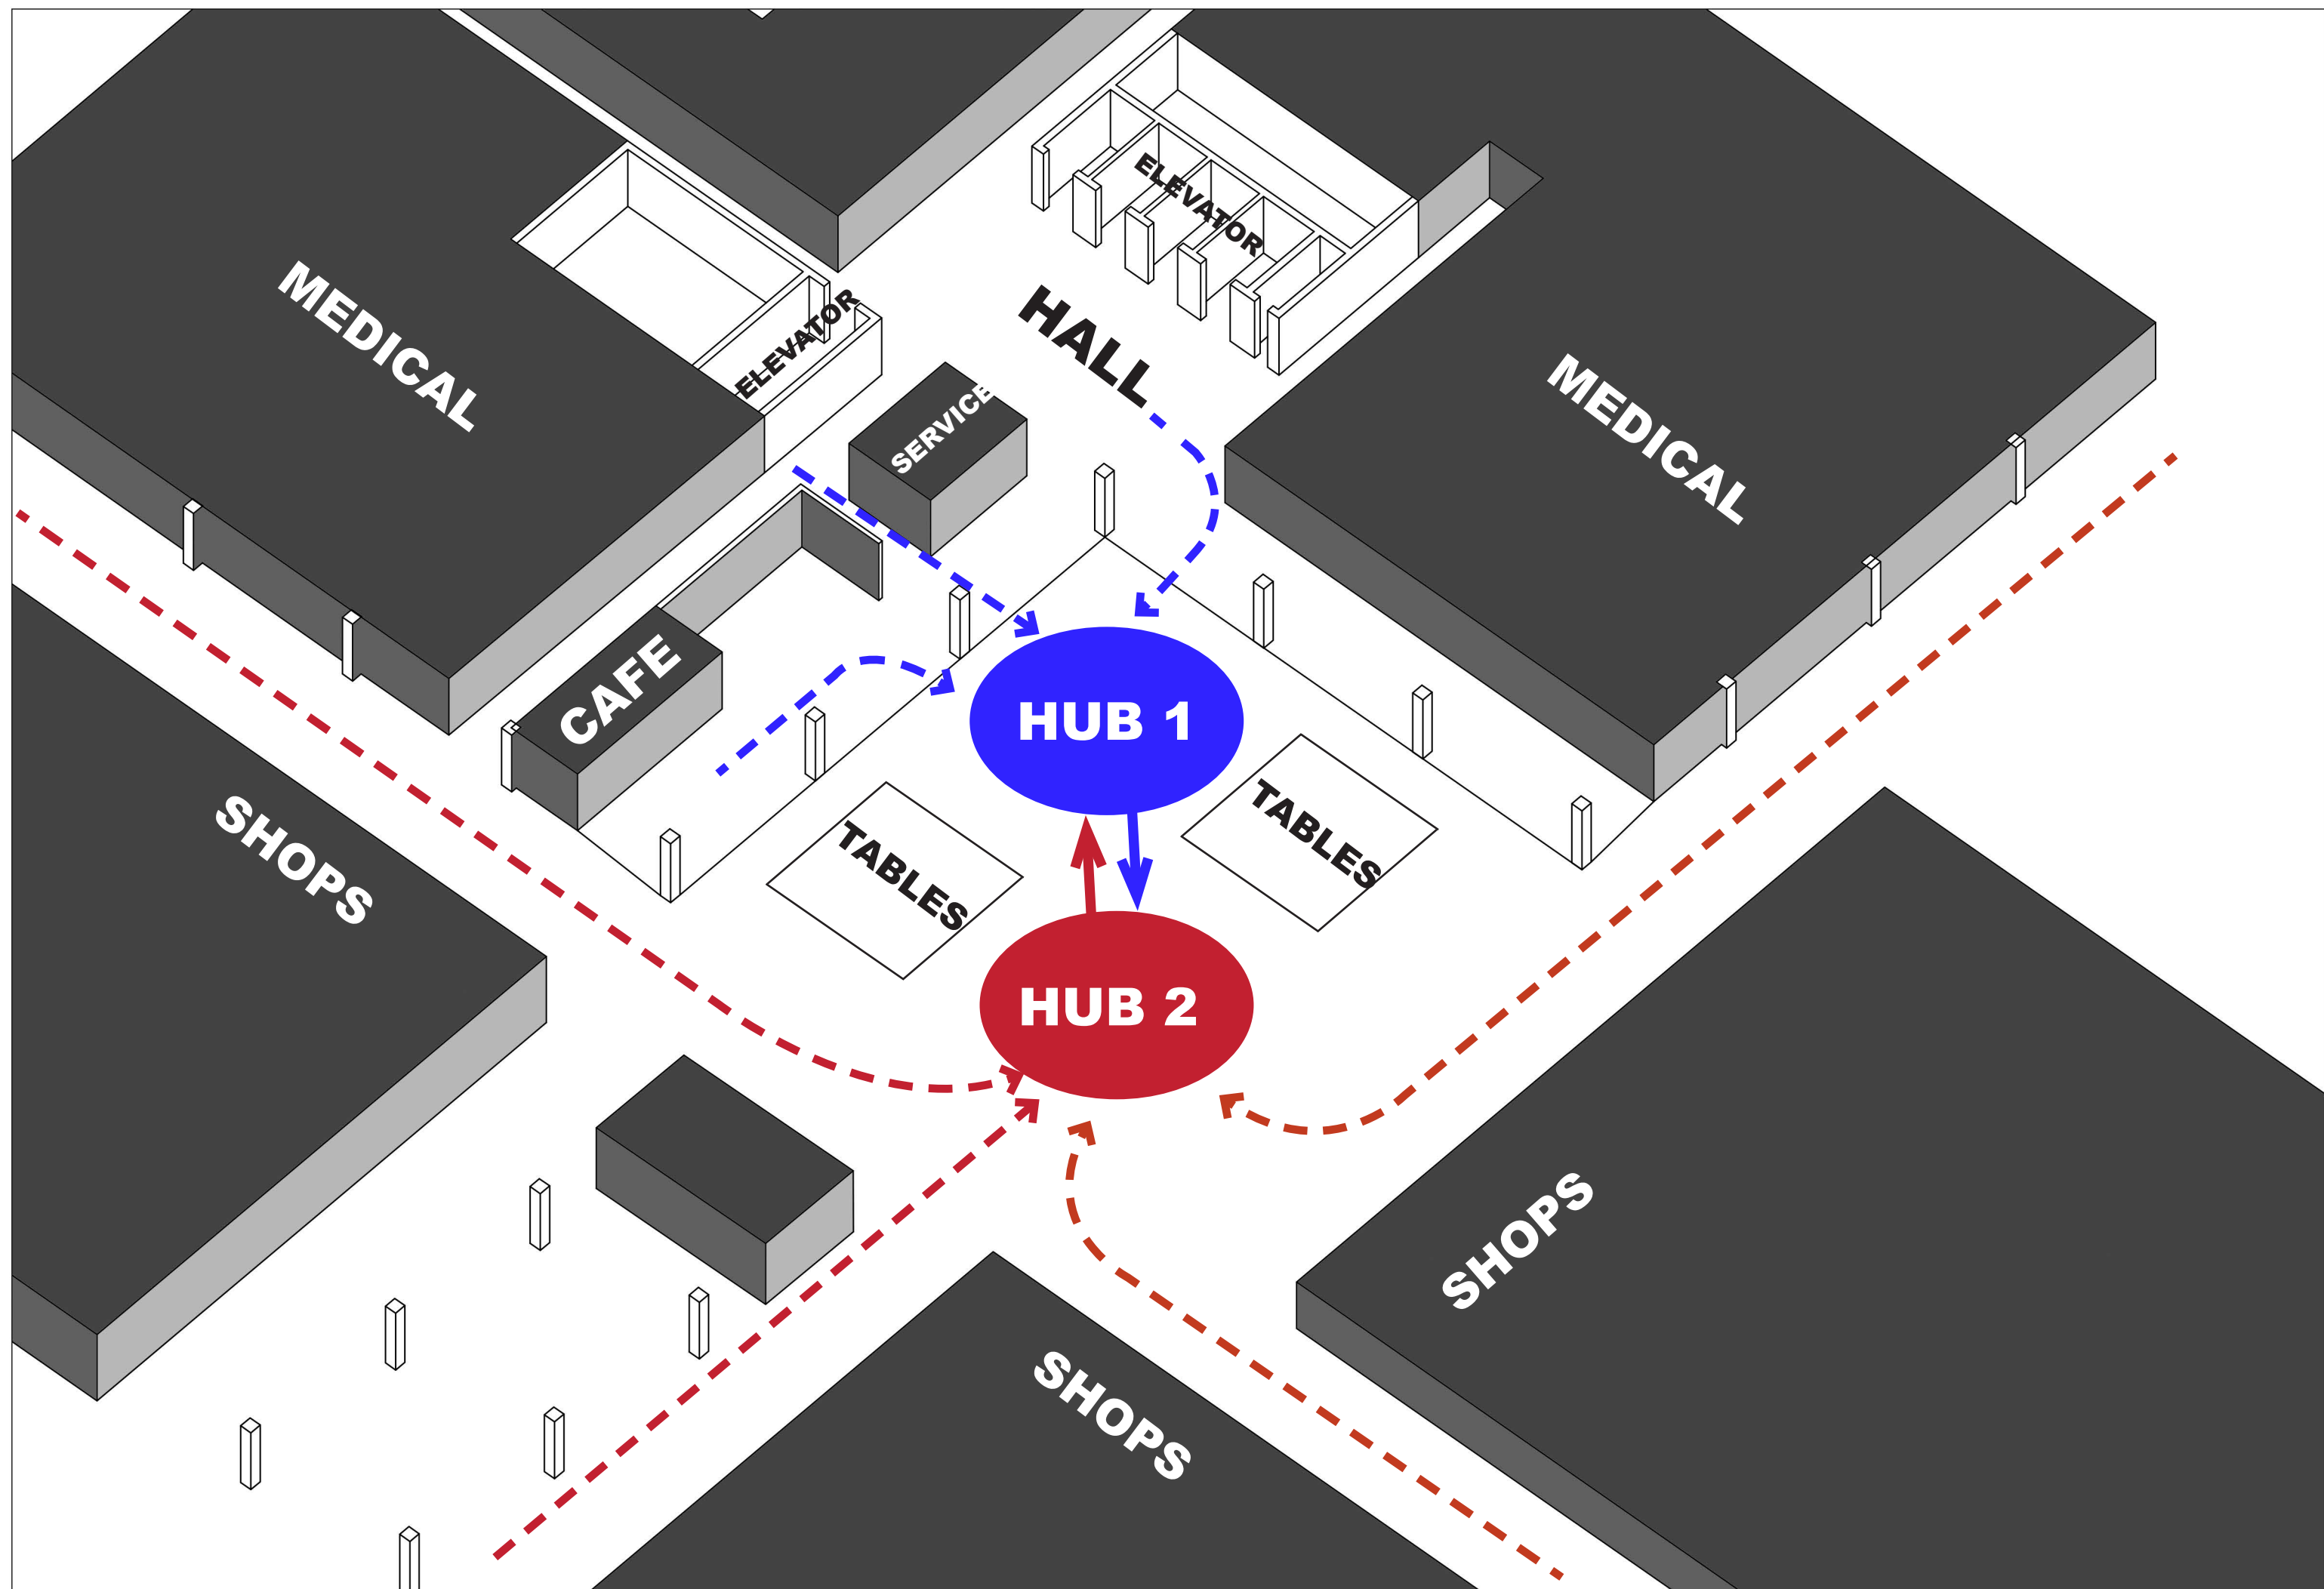 ELEVATOR
ELEVATOR
HALL
MEDICAL
MEDICAL
SERVICE
CAFE
HUB 1
TABLES
TABLES
SHOPS
HUB 2
SHOPS
SHOPS